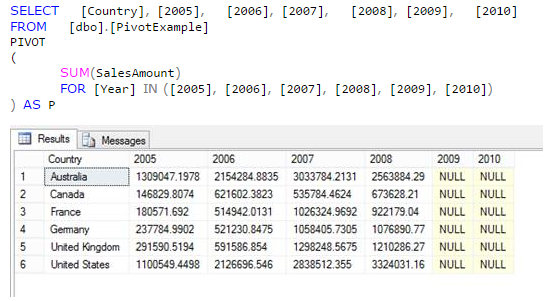 SELECT [Country], [2005], [2006], [2007], [2008], [2009], [2010]
FROM [dbo].[PivotExample]
PIVOT
(
SUM(SalesAmount)
FOR [Year] IN ([2005], [2006], [2007], [2008], [2009], [2010])
) AS P
Results Messages
Country 2005 2006 2007 2008 2009 2010
1 Australia 1309047.1978 2154284.8835 3033784.2131 2563884.29 NULL NULL
2 Canada 146829.8074 621602.3823 535784.4624 673628.21 NULL NULL
3 France 180571.692 514942.0131 1026324.9692 922179.04 NULL NULL
4 Germany 237784.9902 521230.8475 1058405.7305 1076890.77 NULL NULL
5 United Kingdom 291590.5194 591586.854 1298248.5675 1210286.27 NULL NULL
6 United States 1100549.4498 2126696.546 2838512.355 3324031.16 NULL NULL